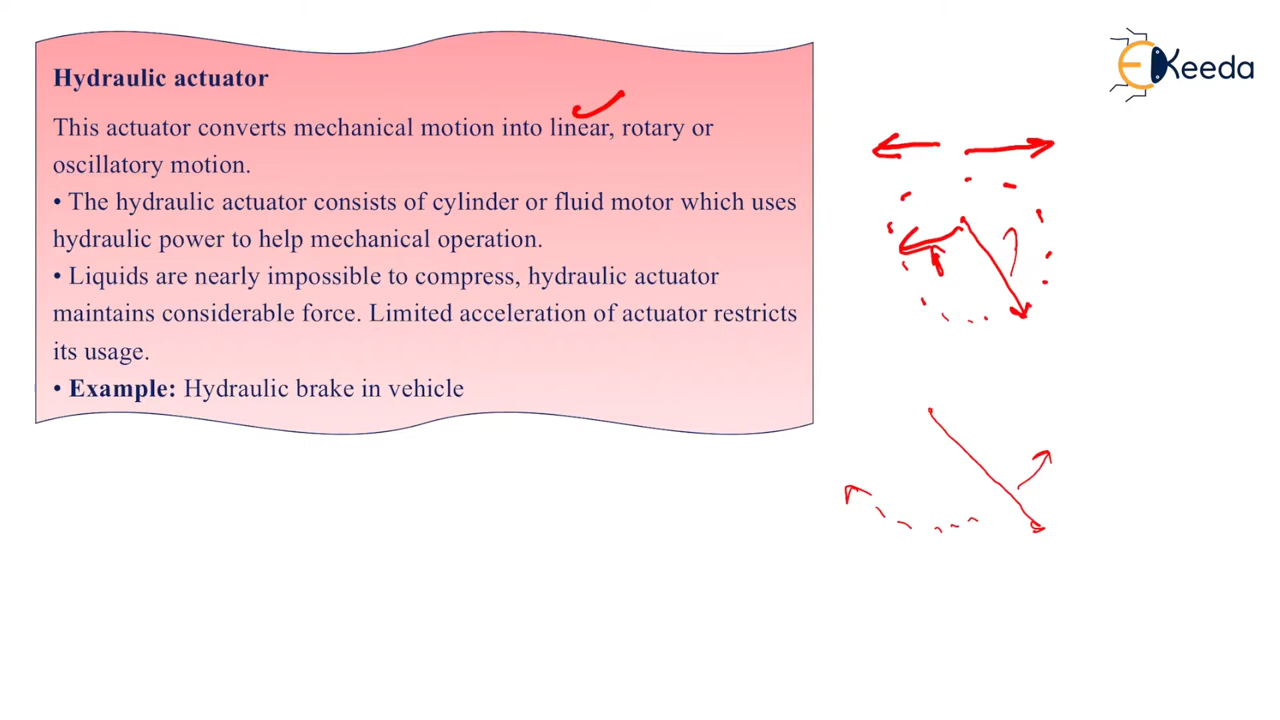 Hydraulic actuator
This actuator converts mechanical motion into linear, rotary or
oscillatory motion.
• The hydraulic actuator consists of cylinder or fluid motor which uses
hydraulic power to help mechanical operation.
• Liquids are nearly impossible to compress, hydraulic actuator
maintains considerable force. Limited acceleration of actuator restricts
its usage.
• Example: Hydraulic brake in vehicle
EKeeda